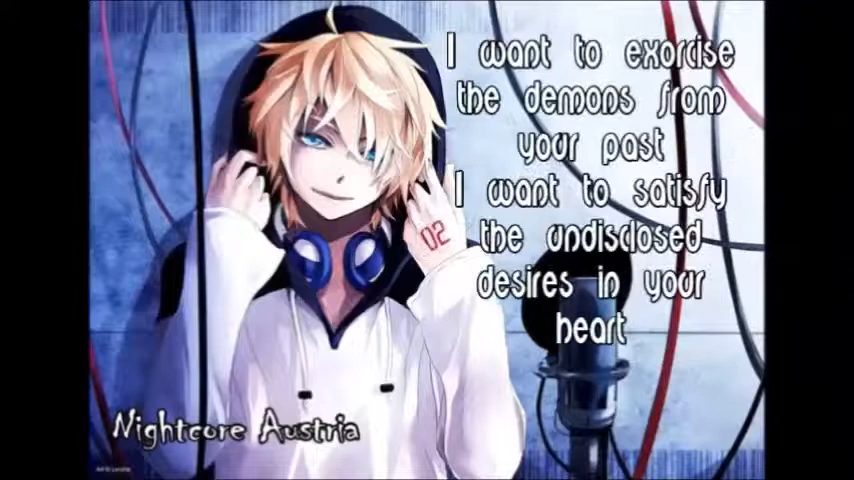 I want to exorcise
the demons from
your past
I want to satisfy
the undisclosed
desires in your
heart
02
Nightcore Austria